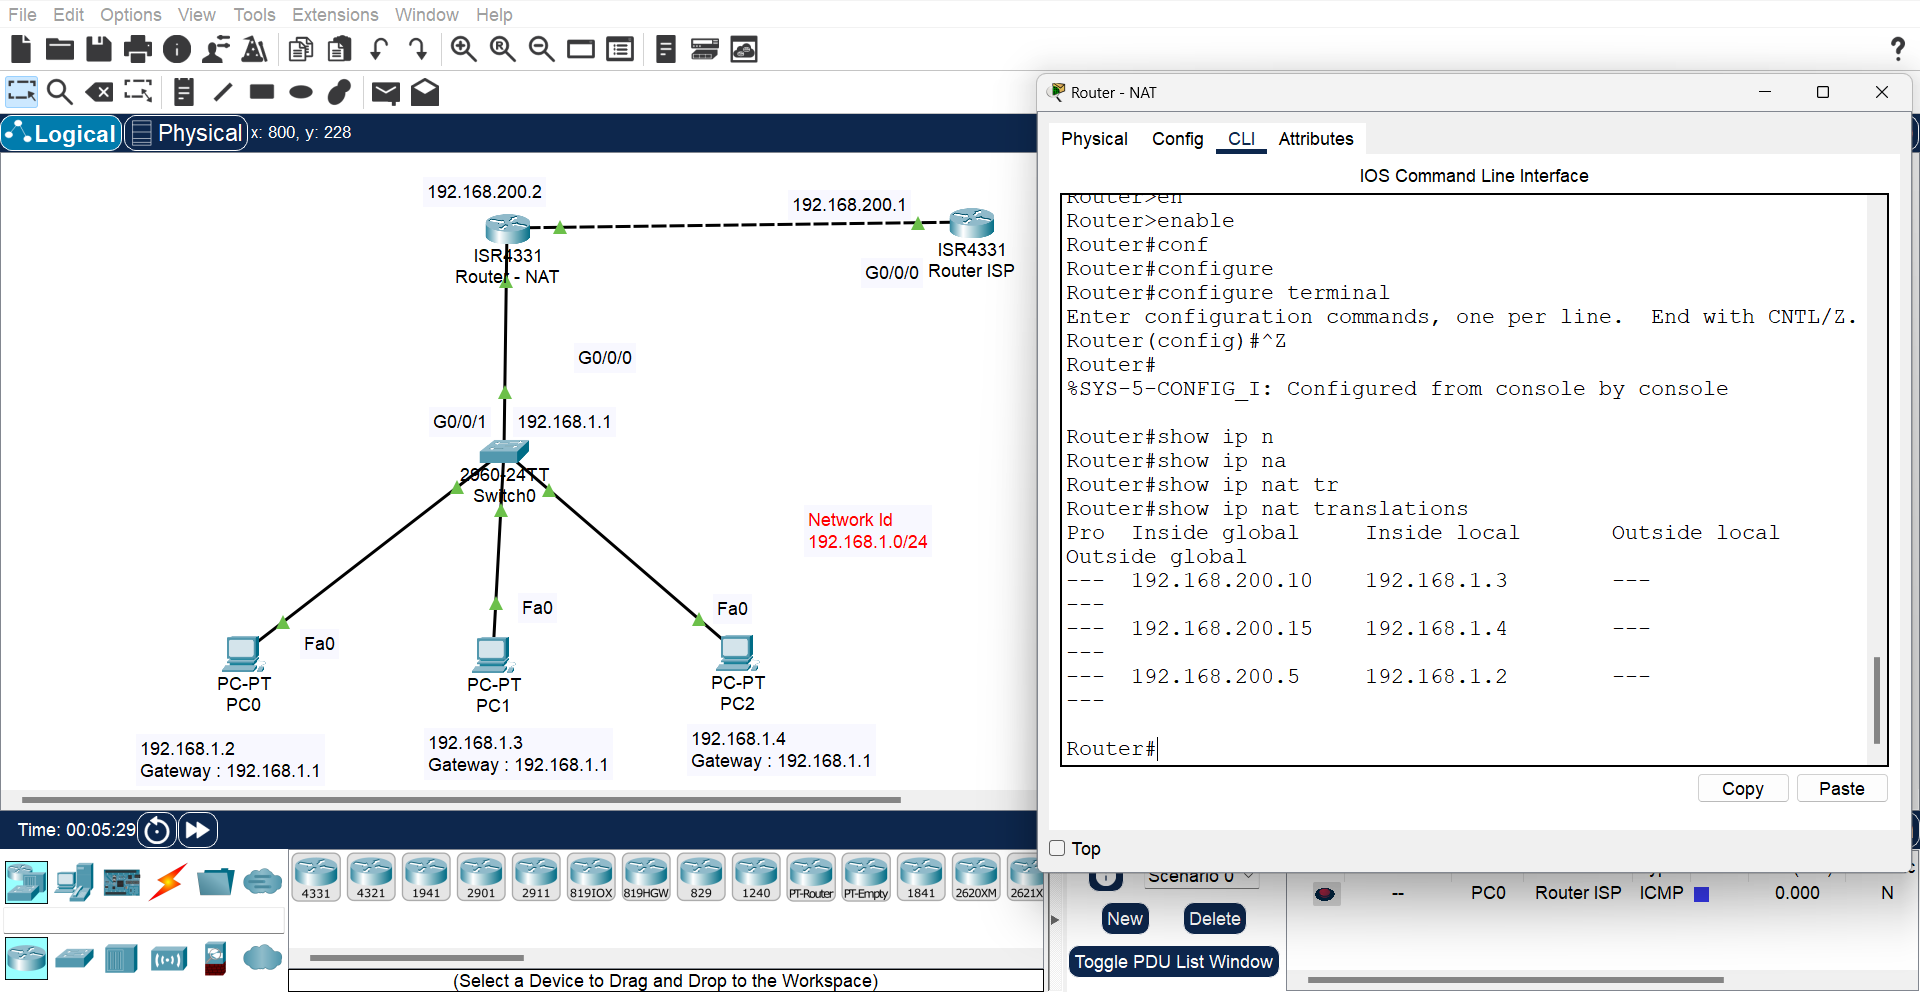 File Edit Options View Tools Extensions Window Help
Logical Physical x: 800, y: 228
192.168.200.2
192.168.200.1
ISR4331
Router - NAT
ISR4331
G0/0/0 Router ISP
G0/0/0
G0/0/1 192.168.1.1
2960-24TT
Switch0
Network Id
192.168.1.0/24
Fa0
Fa0
Fa0
PC-PT
PC0
PC-PT
PC1
PC-PT
PC2
192.168.1.2
Gateway : 192.168.1.1
192.168.1.3
Gateway : 192.168.1.1
192.168.1.4
Gateway : 192.168.1.1
Router - NAT
Physical Config CLI Attributes
IOS Command Line Interface
Router>en
Router>enable
Router#conf
Router#configure
Router#configure terminal
Enter configuration commands, one per line.  End with CNTL/Z.
Router(config)#^Z
Router#
%SYS-5-CONFIG_I: Configured from console by console
Router#show ip n
Router#show ip na
Router#show ip nat tr
Router#show ip nat translations
Pro  Inside global     Inside local       Outside local
Outside global
---  192.168.200.10    192.168.1.3        ---
---
---  192.168.200.15    192.168.1.4        ---
---
---  192.168.200.5     192.168.1.2        ---
---
Router#
Copy Paste
Top
Time: 00:05:29
4331 4321 1941 2901 2911 819IOX 819HGW 829 1240 PT-Router PT-Empty 1841 2620XM 2621X
(Select a Device to Drag and Drop to the Workspace)
Scenario 0
New Delete
Toggle PDU List Window
-- PC0 Router ISP ICMP 0.000 N